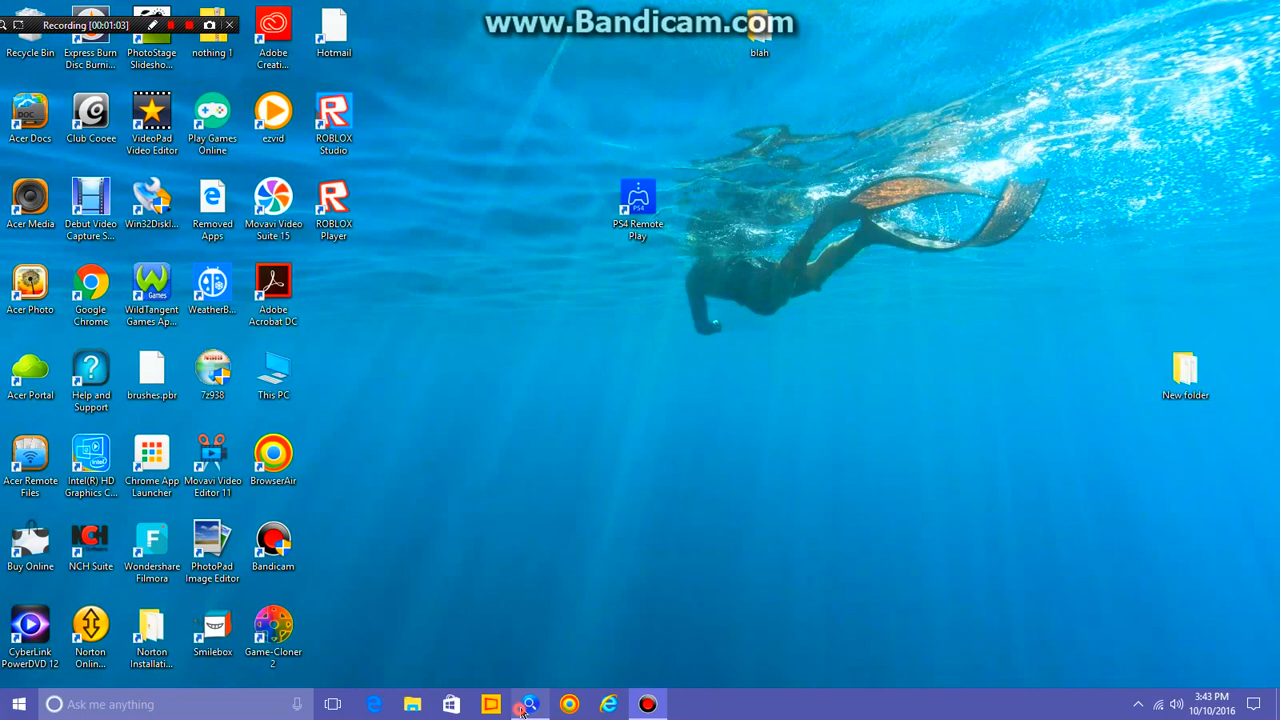 www.Bandicam.com
Recording [00:01:03]
Recycle Bin
Express Burn
Disc Burni...
PhotoStage
Slidesho...
nothing 1
Adobe
Creati...
Hotmail
blah
DOC
Acer Docs
Club Cooee
VideoPad
Video Editor
Play Games
Online
ezvid
ROBLOX
Studio
Acer Media
Debut Video
Capture S...
Win32DiskI...
Removed
Apps
Movavi Video
Suite 15
ROBLOX
Player
PS4
PS4 Remote
Play
Acer Photo
Google
Chrome
Games
WildTangent
Games Ap...
WeatherB...
Adobe
Acrobat DC
Acer Portal
Help and
Support
brushes.pbr
7z938
This PC
New folder
Acer Remote
Files
Intel(R) HD
Graphics C...
Chrome App
Launcher
Movavi Video
Editor 11
BrowserAir
Buy Online
NCH
NCH Suite
Wondershare
Filmora
PhotoPad
Image Editor
Bandicam
CyberLink
PowerDVD 12
Norton
Onlin...
Norton
Installati...
Smilebox
Game-Cloner
2
Ask me anything
3:43 PM
10/10/2016